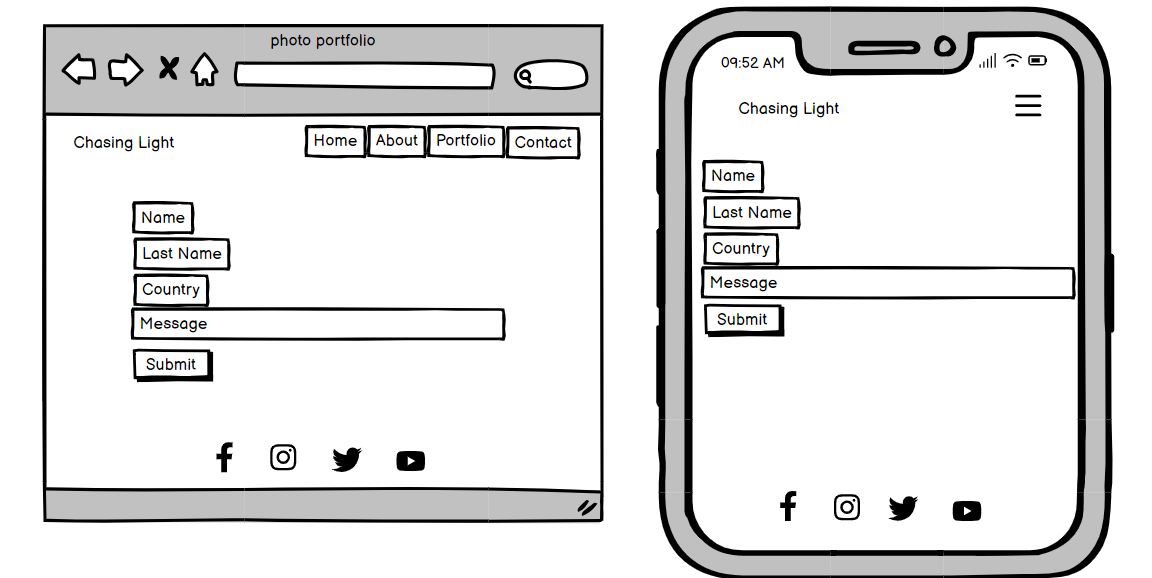 photo portfolio
Chasing Light
Home About Portfolio Contact
Name
Last Name
Country
Message
Submit
09:52 AM
Chasing Light
Name
Last Name
Country
Message
Submit